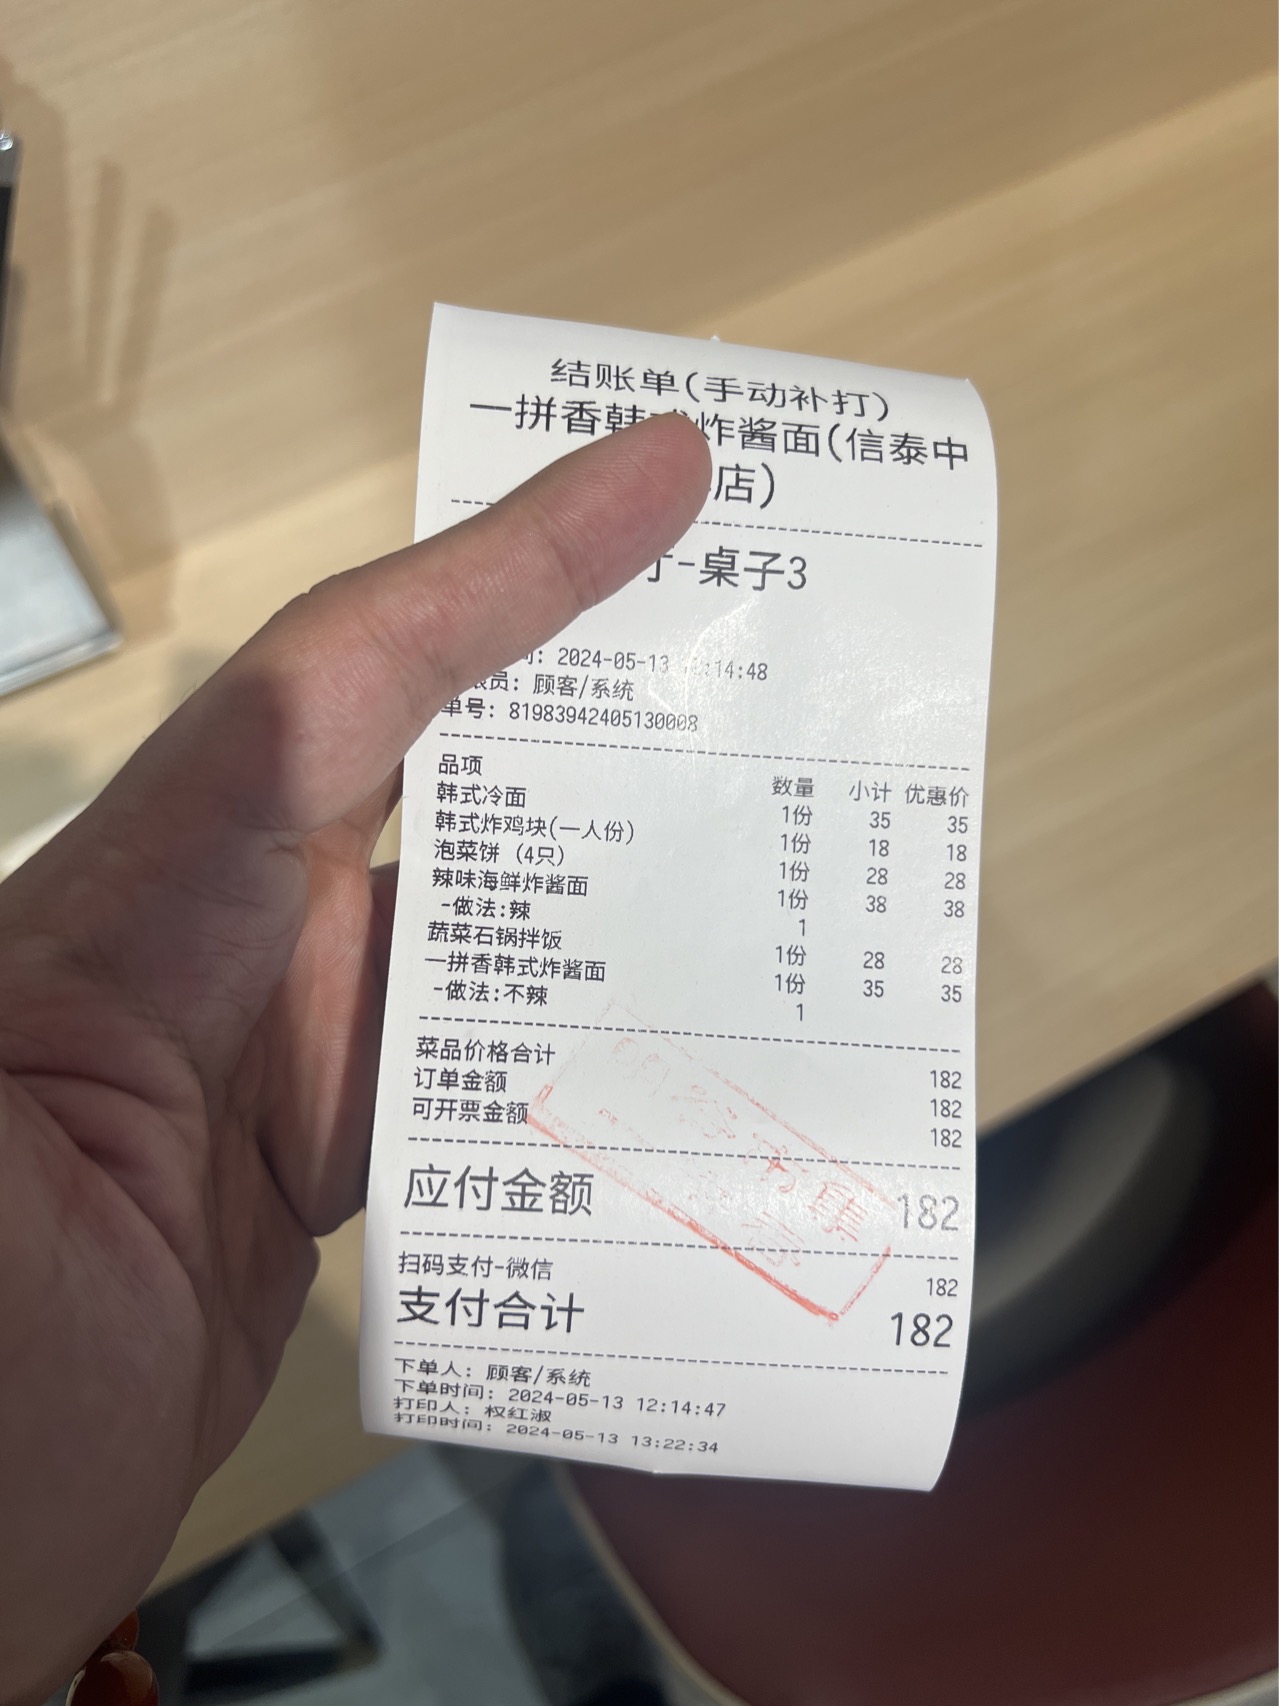 结账单(手动补打)
一拼香韩式炸酱面(信泰中
店)
-桌子3
: 2024-05-13 :14:48
员: 顾客/系统
单号: 81983942405130008
品项 数量 小计 优惠价
韩式冷面 1份 35 35
韩式炸鸡块(一人份) 1份 18 18
泡菜饼 (4只) 1份 28 28
辣味海鲜炸酱面 1份 38 38
-做法:辣 1
蔬菜石锅拌饭 1份 28 28
一拼香韩式炸酱面 1份 35 35
-做法:不辣 1
菜品价格合计 182
订单金额 182
可开票金额 182
应付金额 182
扫码支付-微信 182
支付合计 182
下单人: 顾客/系统
下单时间: 2024-05-13 12:14:47
打印人: 权红淑
打印时间: 2024-05-13 13:22:34